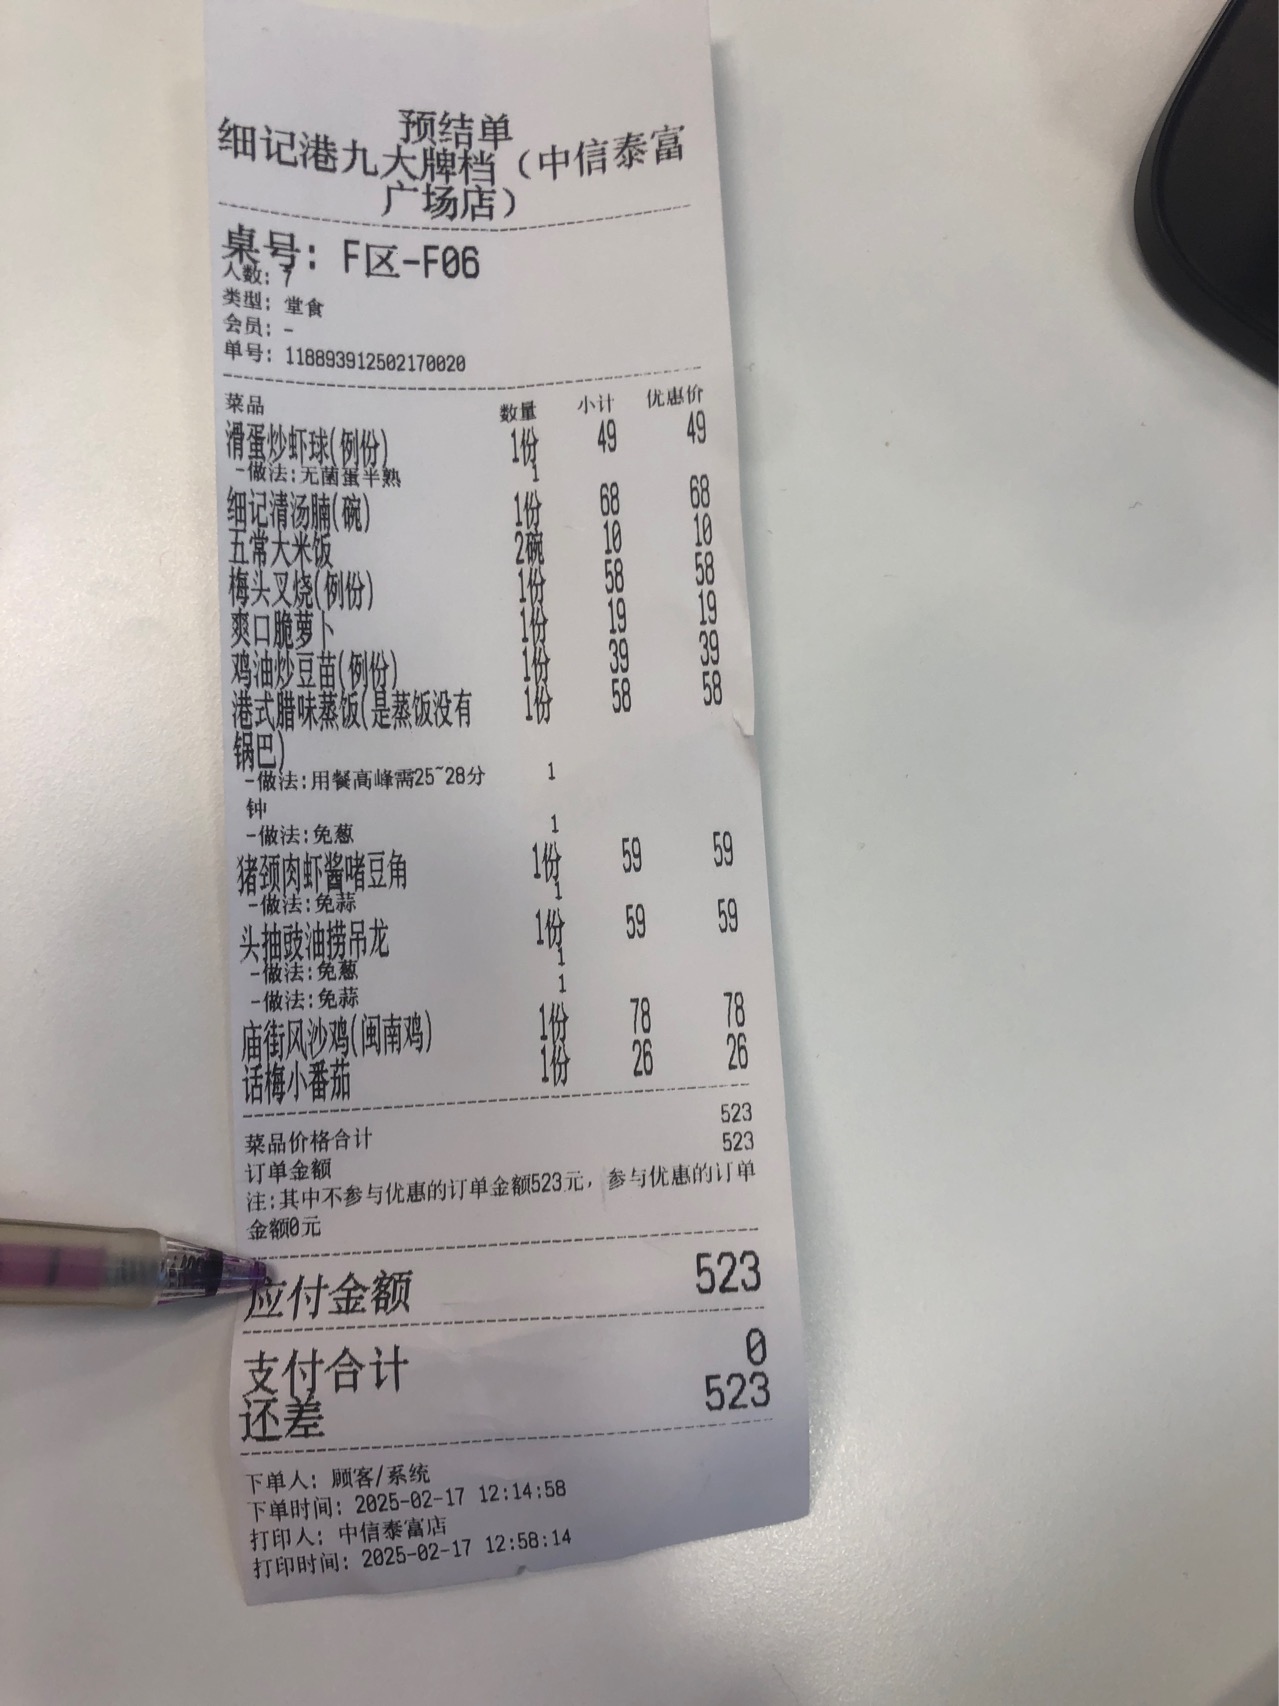 预结单
细记港九大牌档（中信泰富
广场店）
桌号: F区-F06
人数: 7
类型: 堂食
会员: -
单号: 118893912502170020
菜品 数量 小计 优惠价
滑蛋炒虾球(例份) 1份 49 49
-做法:无菌蛋半熟 1
细记清汤腩(碗) 1份 68 68
五常大米饭 2碗 10 10
梅头叉烧(例份) 1份 58 58
爽口脆萝卜 1份 19 19
鸡油炒豆苗(例份) 1份 39 39
港式腊味蒸饭(是蒸饭没有 1份 58 58
锅巴)
-做法:用餐高峰需25~28分 1
钟
-做法:免葱 1
猪颈肉虾酱啫豆角 1份 59 59
-做法:免蒜 1
头抽豉油捞吊龙 1份 59 59
-做法:免葱 1
-做法:免蒜 1
庙街风沙鸡(闽南鸡) 1份 78 78
话梅小番茄 1份 26 26
菜品价格合计 523
订单金额 523
注:其中不参与优惠的订单金额523元, 参与优惠的订单
金额0元
应付金额 523
支付合计 0
还差 523
下单人: 顾客/系统
下单时间: 2025-02-17 12:14:58
打印人: 中信泰富店
打印时间: 2025-02-17 12:58:14